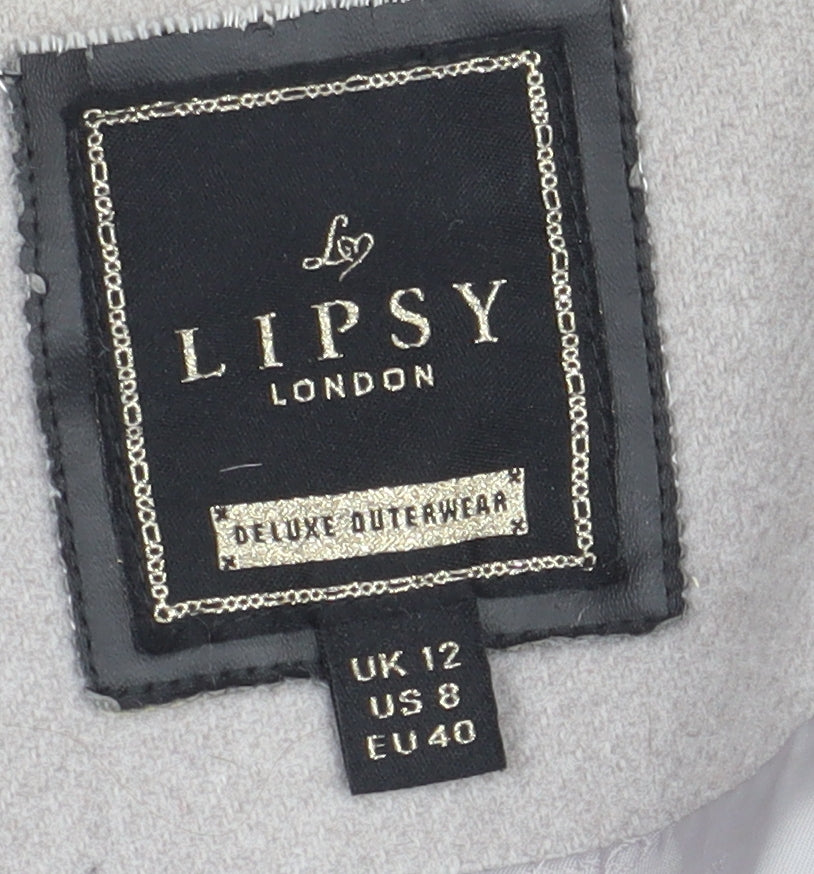 LIPSY
LONDON
DELUXE OUTERWEAR
UK 12
US 8
EU 40